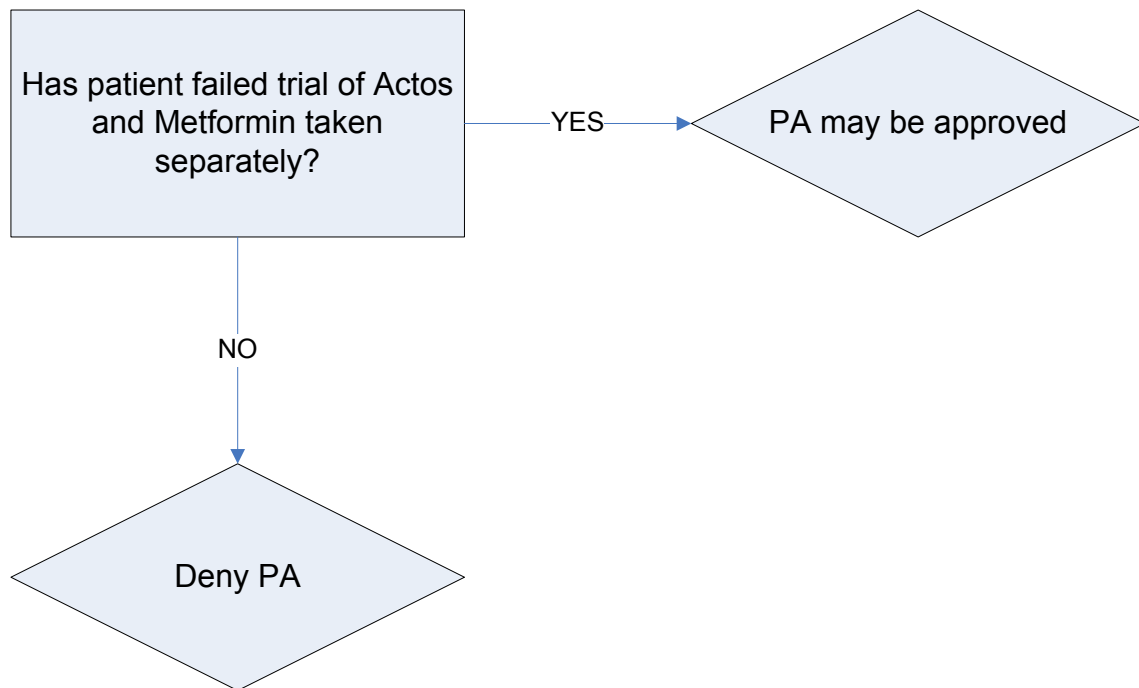 Has patient failed trial of Actos
and Metformin taken
separately?
YES
PA may be approved
NO
Deny PA